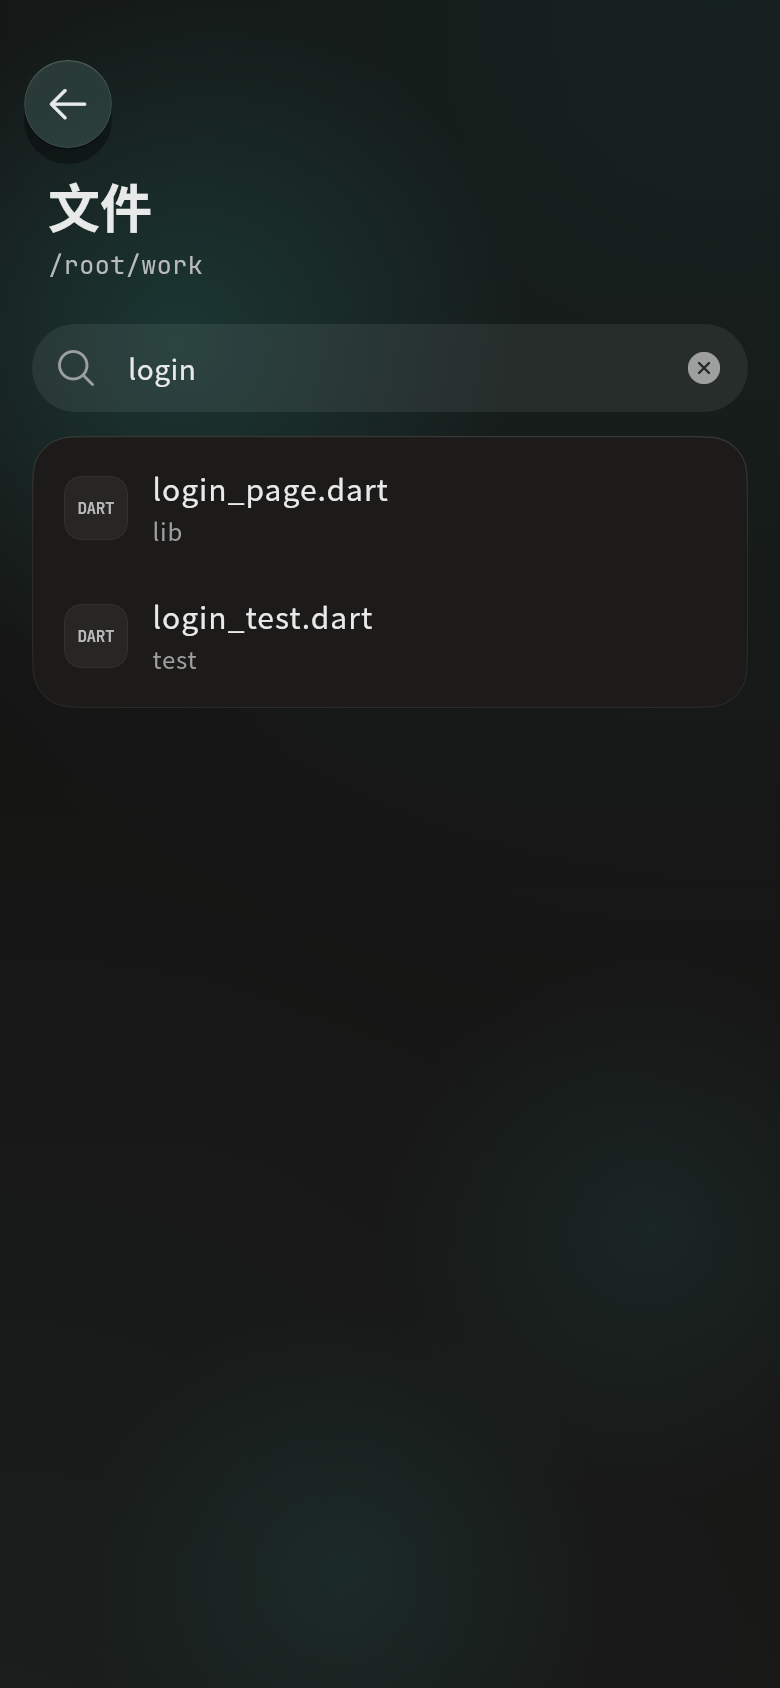 文件
/root/work
login
DART
login_page.dart
lib
DART
login_test.dart
test